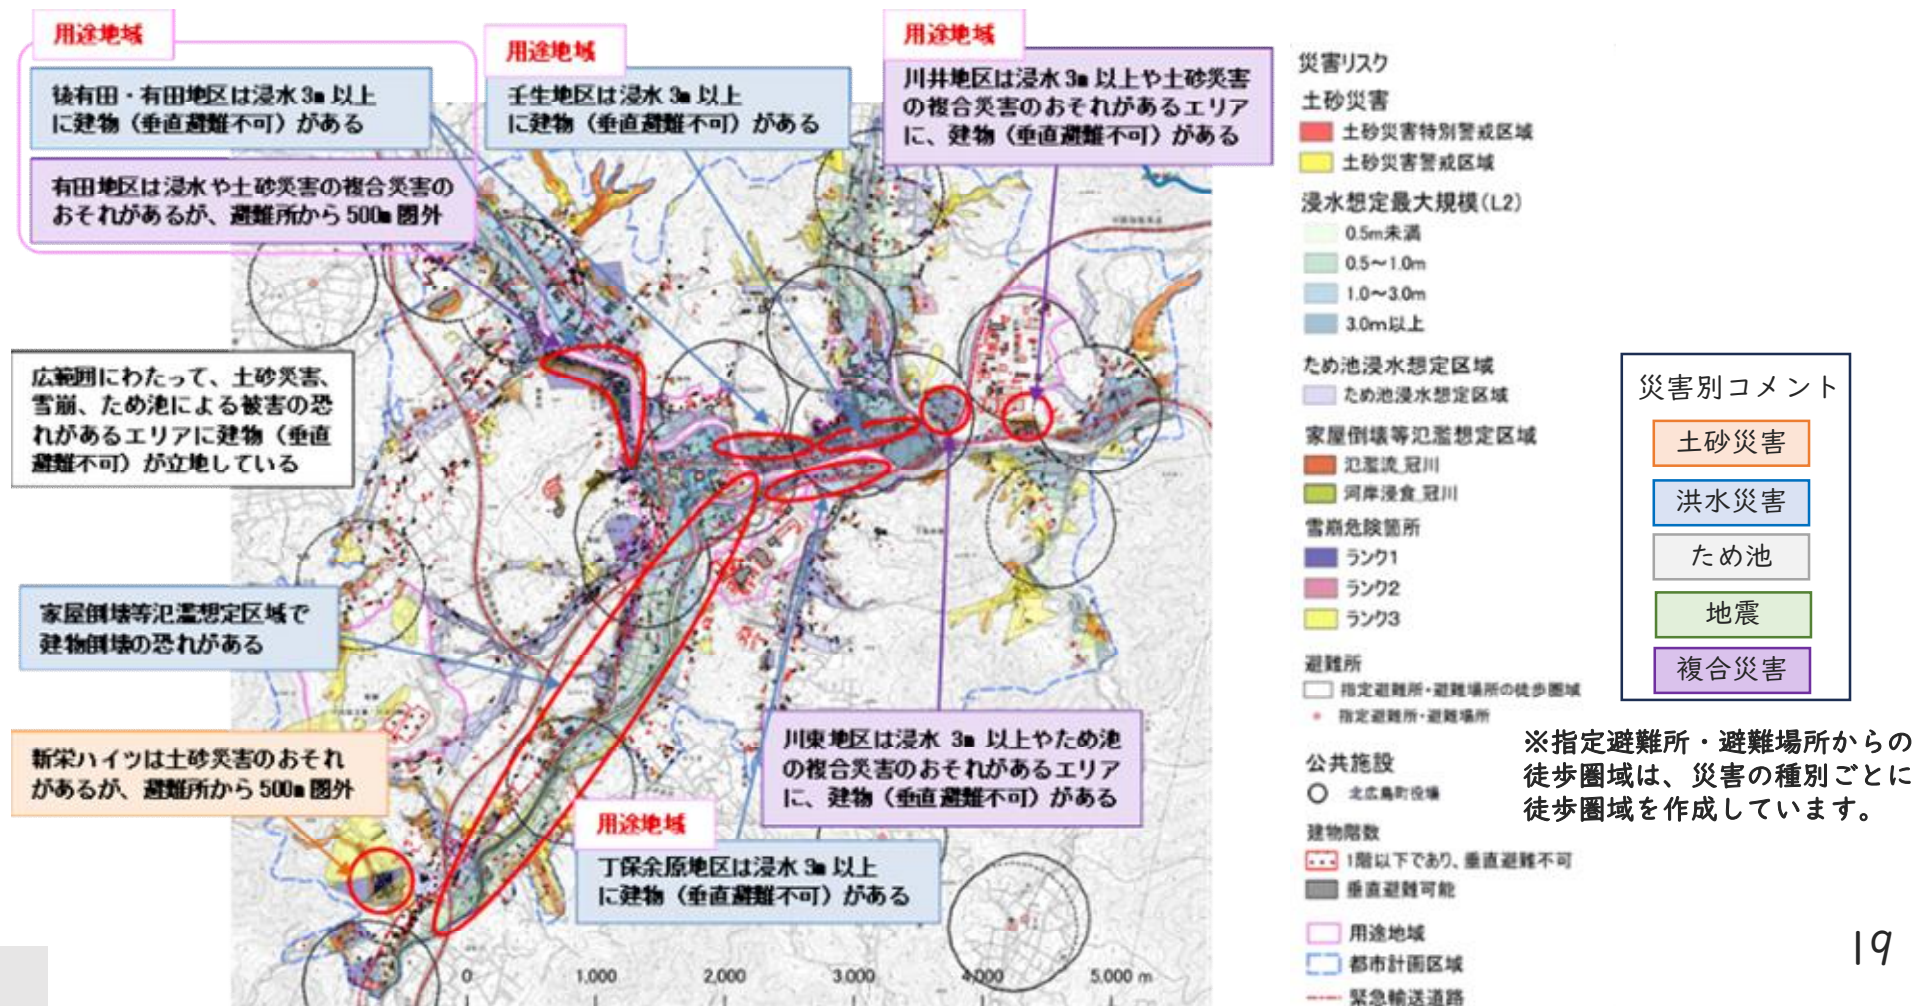 用途地域
後有田・有田地区は浸水 3m 以上
に建物（垂直避難不可）がある
有田地区は浸水や土砂災害の複合災害の
おそれがあるが、避難所から 500m 圏外
用途地域
壬生地区は浸水 3m 以上
に建物（垂直避難不可）がある
用途地域
川井地区は浸水 3m 以上や土砂災害
の複合災害のおそれがあるエリア
に、建物（垂直避難不可）がある
広範囲にわたって、土砂災害、
雪崩、ため池による被害の恐
れがあるエリアに建物（垂直
避難不可）が立地している
家屋倒壊等氾濫想定区域で
建物倒壊の恐れがある
新栄ハイツは土砂災害のおそれ
があるが、避難所から 500m 圏外
川東地区は浸水 3m 以上やため池
の複合災害のおそれがあるエリア
に、建物（垂直避難不可）がある
用途地域
丁保余原地区は浸水 3m 以上
に建物（垂直避難不可）がある
0 1,000 2,000 3,000 4,000 5,000 m
災害リスク
土砂災害
土砂災害特別警戒区域
土砂災害警戒区域
浸水想定最大規模(L2)
0.5m未満
0.5～1.0m
1.0～3.0m
3.0m以上
ため池浸水想定区域
ため池浸水想定区域
家屋倒壊等氾濫想定区域
氾濫流_冠川
河岸浸食_冠川
雪崩危険箇所
ランク1
ランク2
ランク3
避難所
指定避難所・避難場所の徒歩圏域
指定避難所・避難場所
公共施設
北広島町役場
建物階数
1階以下であり、垂直避難不可
垂直避難可能
用途地域
都市計画区域
緊急輸送道路
災害別コメント
土砂災害
洪水災害
ため池
地震
複合災害
※指定避難所・避難場所からの
徒歩圏域は、災害の種別ごとに
徒歩圏域を作成しています。
19